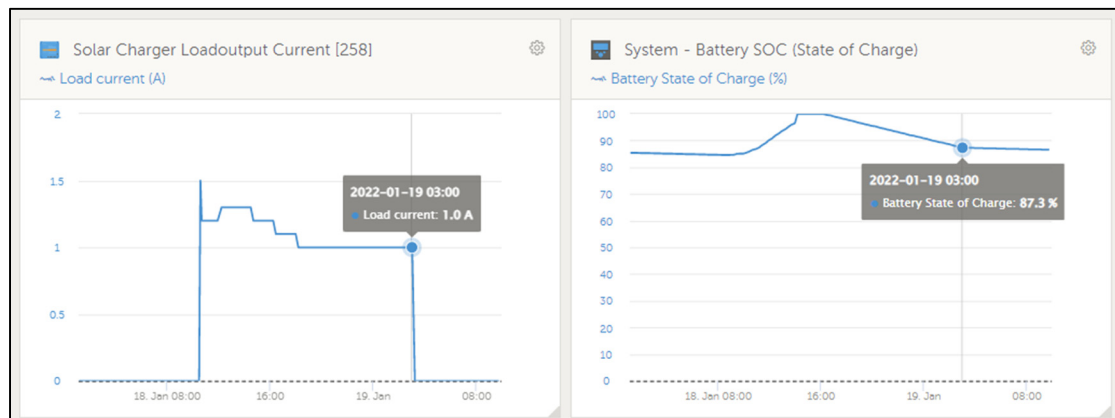 Solar Charger Loadoutput Current [258]
Load current (A)
2
1.5
1
0.5
0
2022-01-19 03:00
Load current: 1.0 A
18. Jan 08:00
16:00
19. Jan
08:00
System - Battery SOC (State of Charge)
Battery State of Charge (%)
100
90
80
70
60
50
40
30
20
10
0
2022-01-19 03:00
Battery State of Charge: 87.3 %
18. Jan 08:00
16:00
19. Jan
08:00